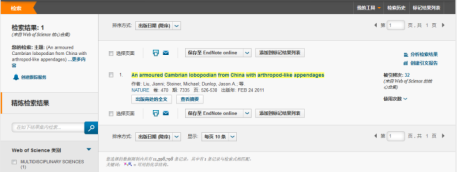 检索
我的工具
检索历史
标记结果列表
检索结果: 1
(来自 Web of Science 的核心合集)
您的检索: 主题: (An armoured Cambrian lobopodian from China with arthropod-like appendages) ...更多内容
创建跟踪服务
精炼检索结果
Web of Science 类别
MULTIDISCIPLINARY SCIENCES (1)
排序方式: 出版日期 (降序)
第 1 页, 共 1 页
选择页面
保存至 EndNote online
添加到标记结果列表
1. An armoured Cambrian lobopodian from China with arthropod-like appendages
作者: Liu, Jianni; Steiner, Michael; Dunlop, Jason A.; 等.
NATURE 卷: 470 期: 7335 页: 526-530 出版年: FEB 24 2011
出版商处的全文
查看摘要
选择页面
保存至 EndNote online
添加到标记结果列表
分析检索结果
创建引文报告
被引频次: 32
(来自 Web of Science 的核心合集)
使用次数
排序方式: 出版日期 (降序)
显示: 每页 10 条
第 1 页, 共 1 页